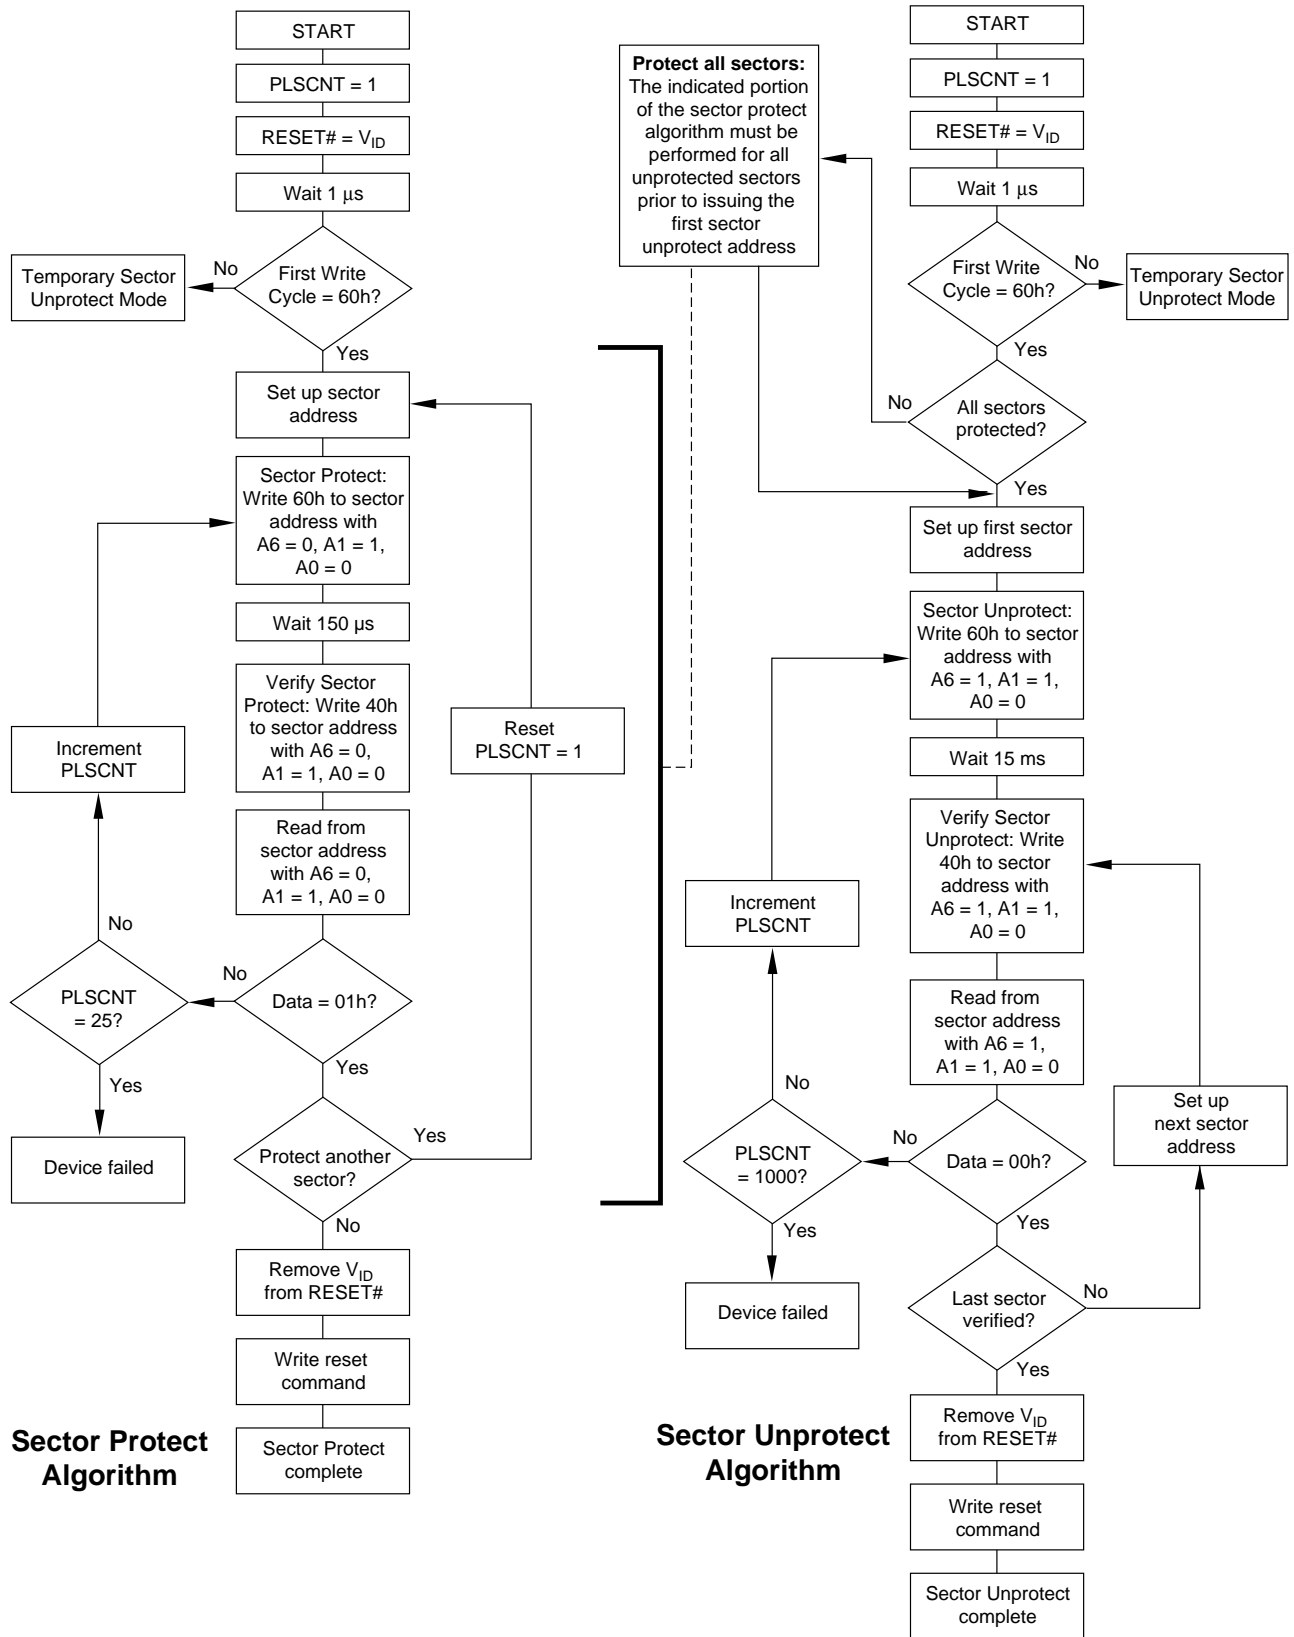 START
PLSCNT = 1
RESET# = VID
Wait 1 μs
First Write
Cycle = 60h?
No
Temporary Sector
Unprotect Mode
Yes
Set up sector
address
Sector Protect:
Write 60h to sector
address with
A6 = 0, A1 = 1,
A0 = 0
Wait 150 µs
Verify Sector
Protect: Write 40h
to sector address
with A6 = 0,
A1 = 1, A0 = 0
Reset
PLSCNT = 1
Increment
PLSCNT
Read from
sector address
with A6 = 0,
A1 = 1, A0 = 0
No
No
PLSCNT
= 25?
Data = 01h?
Yes
Yes
Device failed
Protect another
sector?
Yes
No
Remove VID
from RESET#
Write reset
command
Sector Protect
complete
Sector Protect
Algorithm
Protect all sectors:
The indicated portion
of the sector protect
algorithm must be
performed for all
unprotected sectors
prior to issuing the
first sector
unprotect address
START
PLSCNT = 1
RESET# = VID
Wait 1 μs
First Write
Cycle = 60h?
No
Temporary Sector
Unprotect Mode
Yes
No
All sectors
protected?
Yes
Set up first sector
address
Sector Unprotect:
Write 60h to sector
address with
A6 = 1, A1 = 1,
A0 = 0
Wait 15 ms
Verify Sector
Unprotect: Write
40h to sector
address with
A6 = 1, A1 = 1,
A0 = 0
Increment
PLSCNT
Read from
sector address
with A6 = 1,
A1 = 1, A0 = 0
No
No
PLSCNT
= 1000?
Data = 00h?
Set up
next sector
address
Yes
Yes
Device failed
Last sector
verified?
No
Yes
Remove VID
from RESET#
Write reset
command
Sector Unprotect
complete
Sector Unprotect
Algorithm